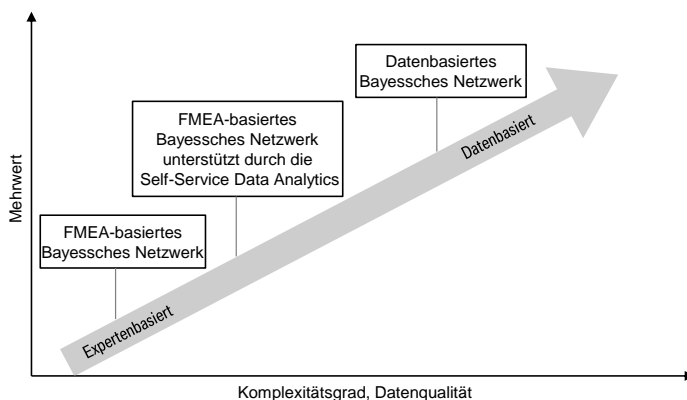 Datenbasiertes
Bayessches Netzwerk
FMEA-basiertes
Bayessches Netzwerk
unterstützt durch die
Self-Service Data Analytics
Datenbasiert
Mehrwert
FMEA-basiertes
Bayessches Netzwerk
Expertenbasiert
Komplexitätsgrad, Datenqualität